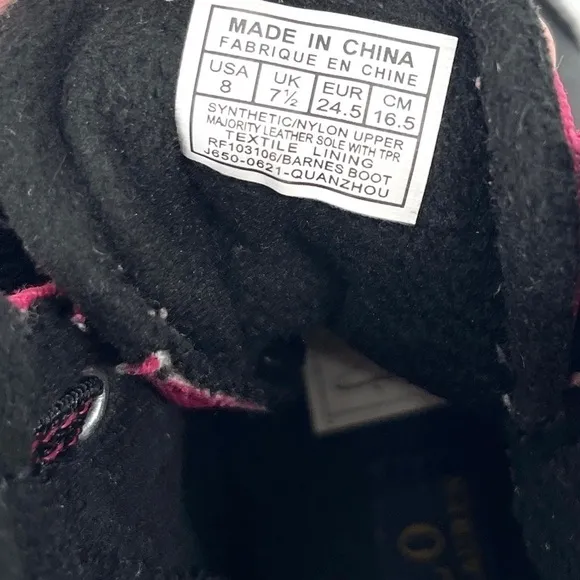 MADE IN CHINA
FABRIQUE EN CHINE
USA UK EUR CM
8 7½ 24.5 16.5
SYNTHETIC/NYLON UPPER
MAJORITY LEATHER SOLE WITH TPR
TEXTILE LINING
RF103106/BARNES BOOT
J650-0621-QUANZHOU